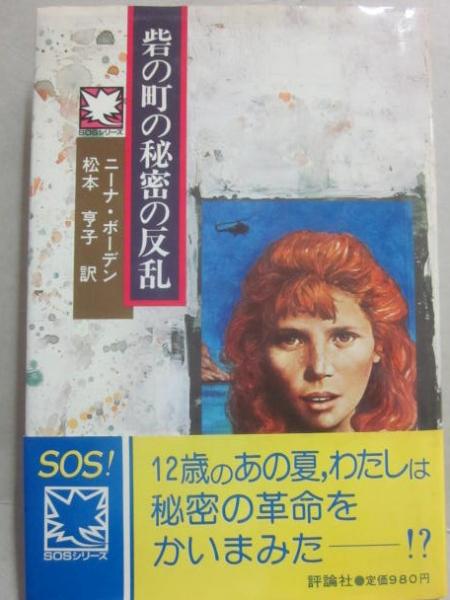 砦の町の秘密の反乱
SOSシリーズ
ニーナ・ボーデン
松本 亨子 訳
SOS!
SOSシリーズ
12歳のあの夏,わたしは
秘密の革命を
かいまみた――!?
評論社●定価980円